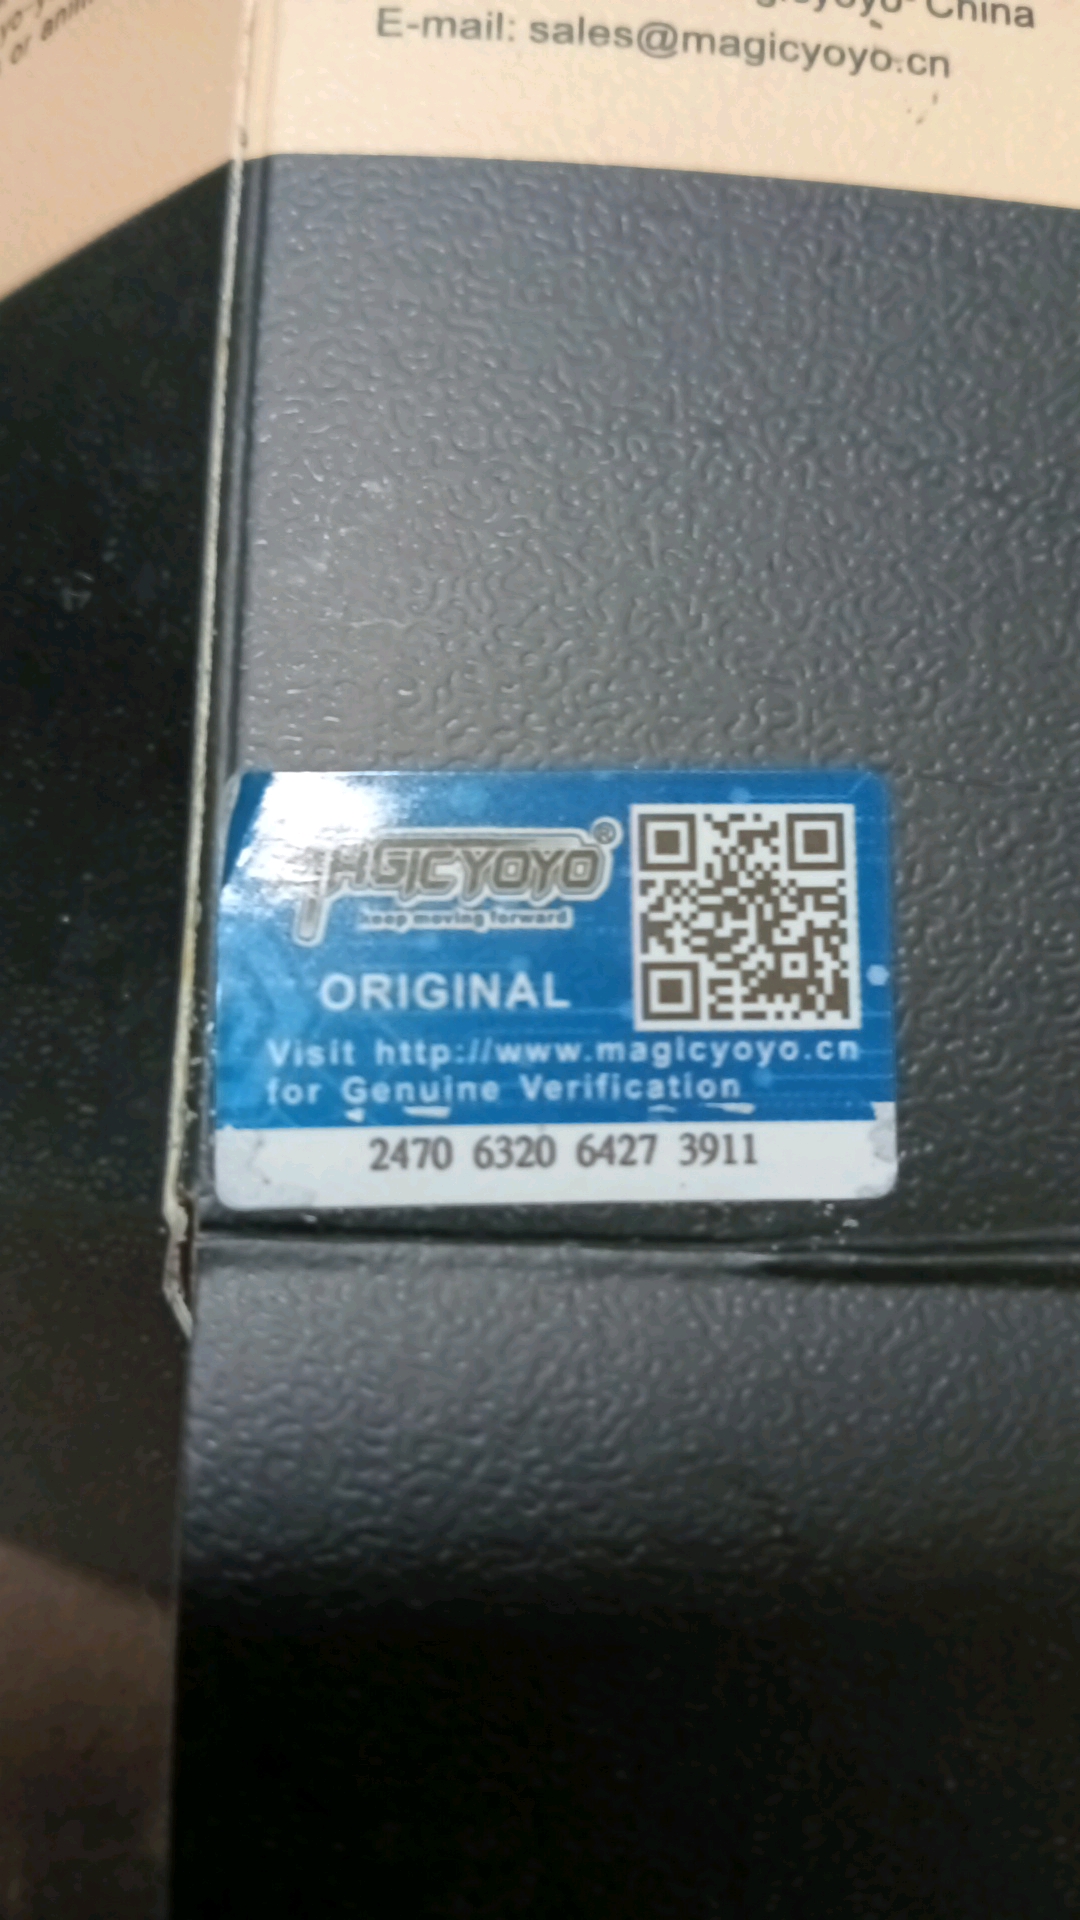 China
E-mail: sales@magicyoyo.cn
MAGICYOYO®
keep moving forward
ORIGINAL
Visit http://www.magicyoyo.cn
for Genuine Verification
2470 6320 6427 3911